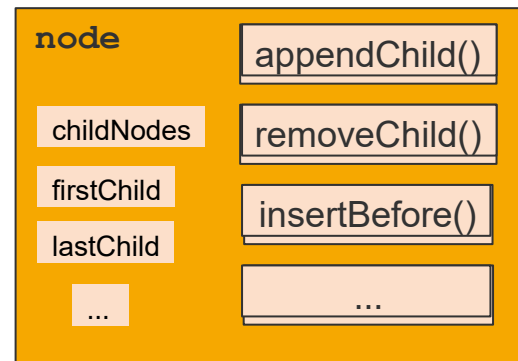 node
childNodes
firstChild
lastChild
...
appendChild()
removeChild()
insertBefore()
...